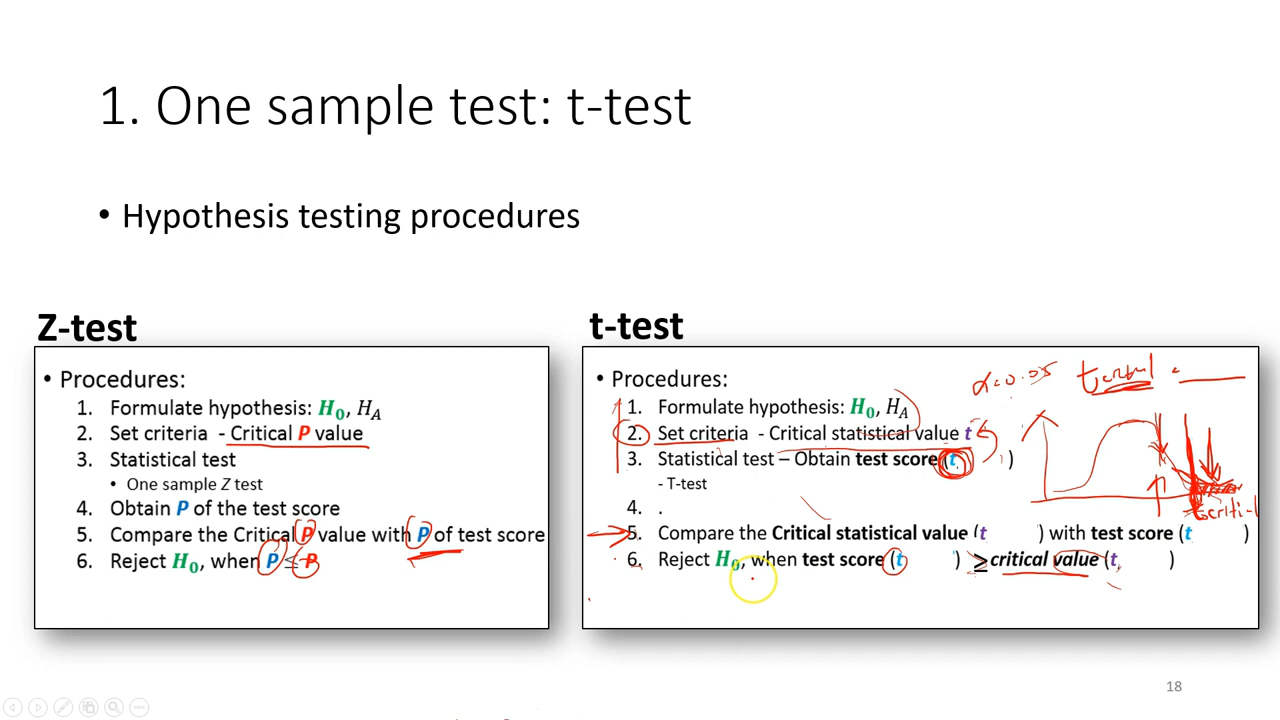 1. One sample test: t-test
• Hypothesis testing procedures
Z-test
• Procedures:
1. Formulate hypothesis: H₀, H_A
2. Set criteria - Critical P value
3. Statistical test
• One sample Z test
4. Obtain P of the test score
5. Compare the Critical P value with P of test score
6. Reject H₀, when P ≤ P
t-test
• Procedures:
1. Formulate hypothesis: H₀, H_A
2. Set criteria - Critical statistical value t
3. Statistical test – Obtain test score (t )
- T-test
4. .
5. Compare the Critical statistical value (t ) with test score (t )
6. Reject H₀, when test score (t ) ≥ critical value (t )
α=0.05
18